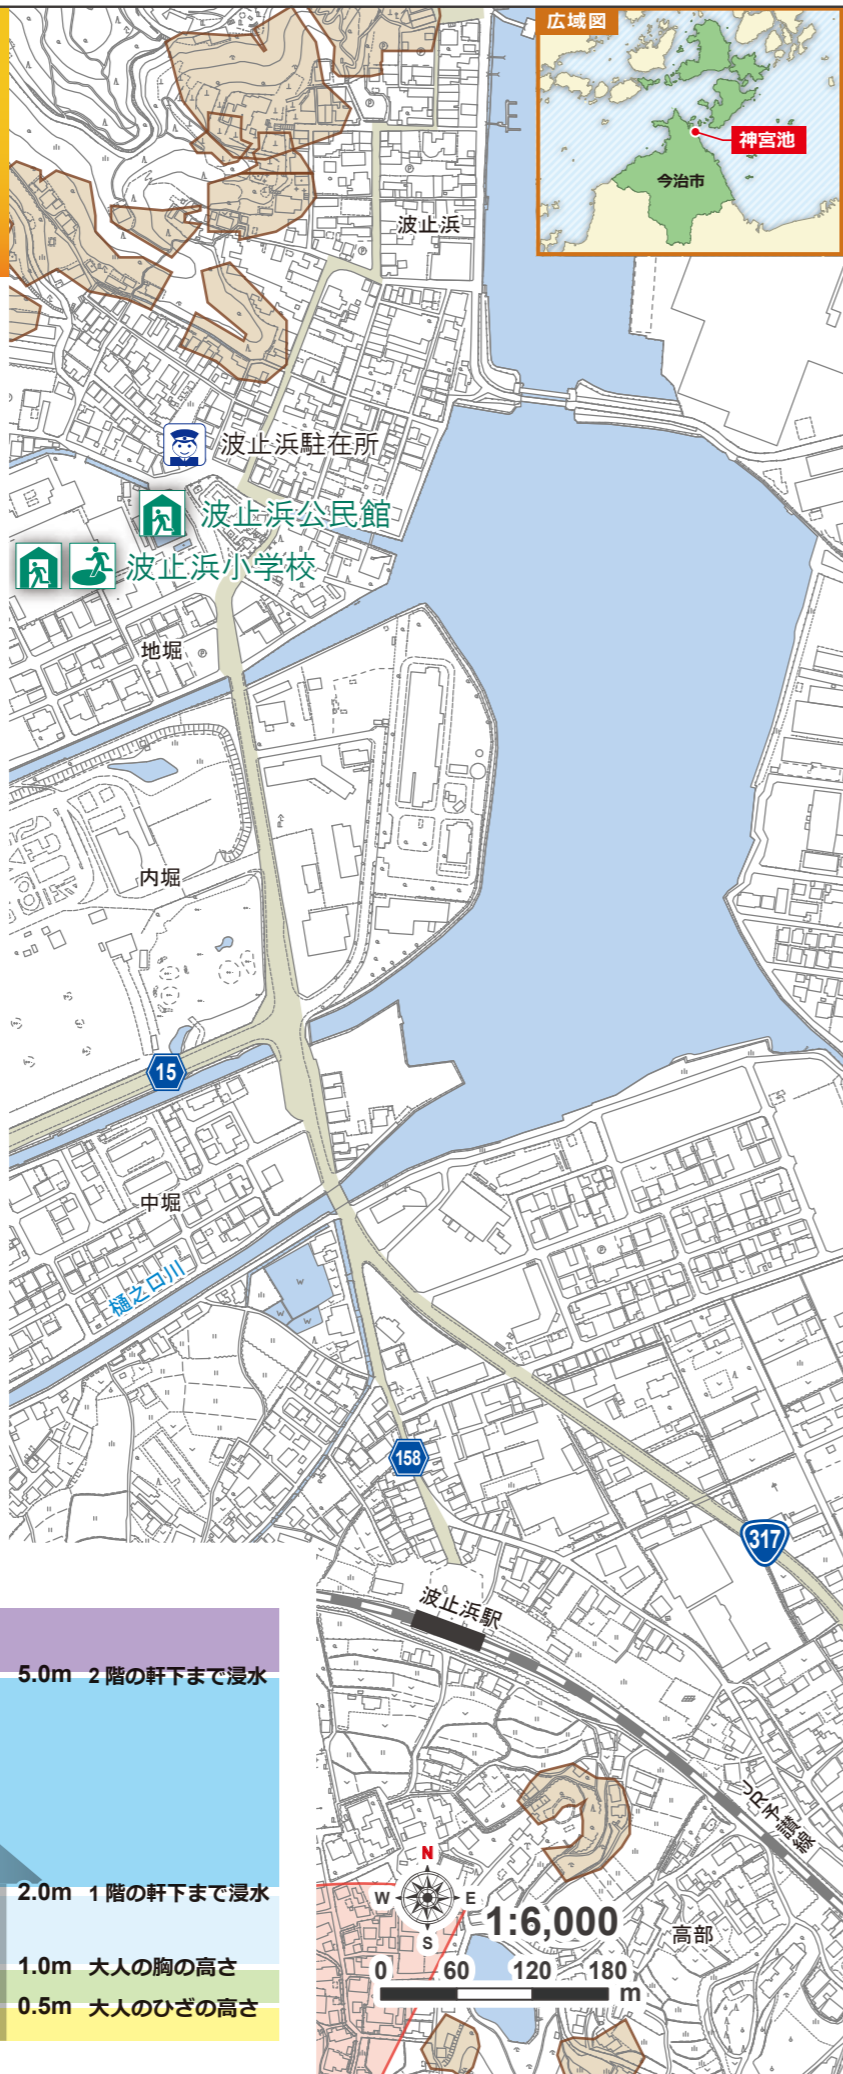 広域図
神宮池
今治市
波止浜
波止浜駐在所
波止浜公民館
波止浜小学校
地堀
内堀
15
中堀
樋之口川
158
317
波止浜駅
JR予讃線
5.0m 2階の軒下まで浸水
2.0m 1階の軒下まで浸水
1.0m 大人の胸の高さ
0.5m 大人のひざの高さ
N
W
E
S
1:6,000
0 60 120 180
m
高部